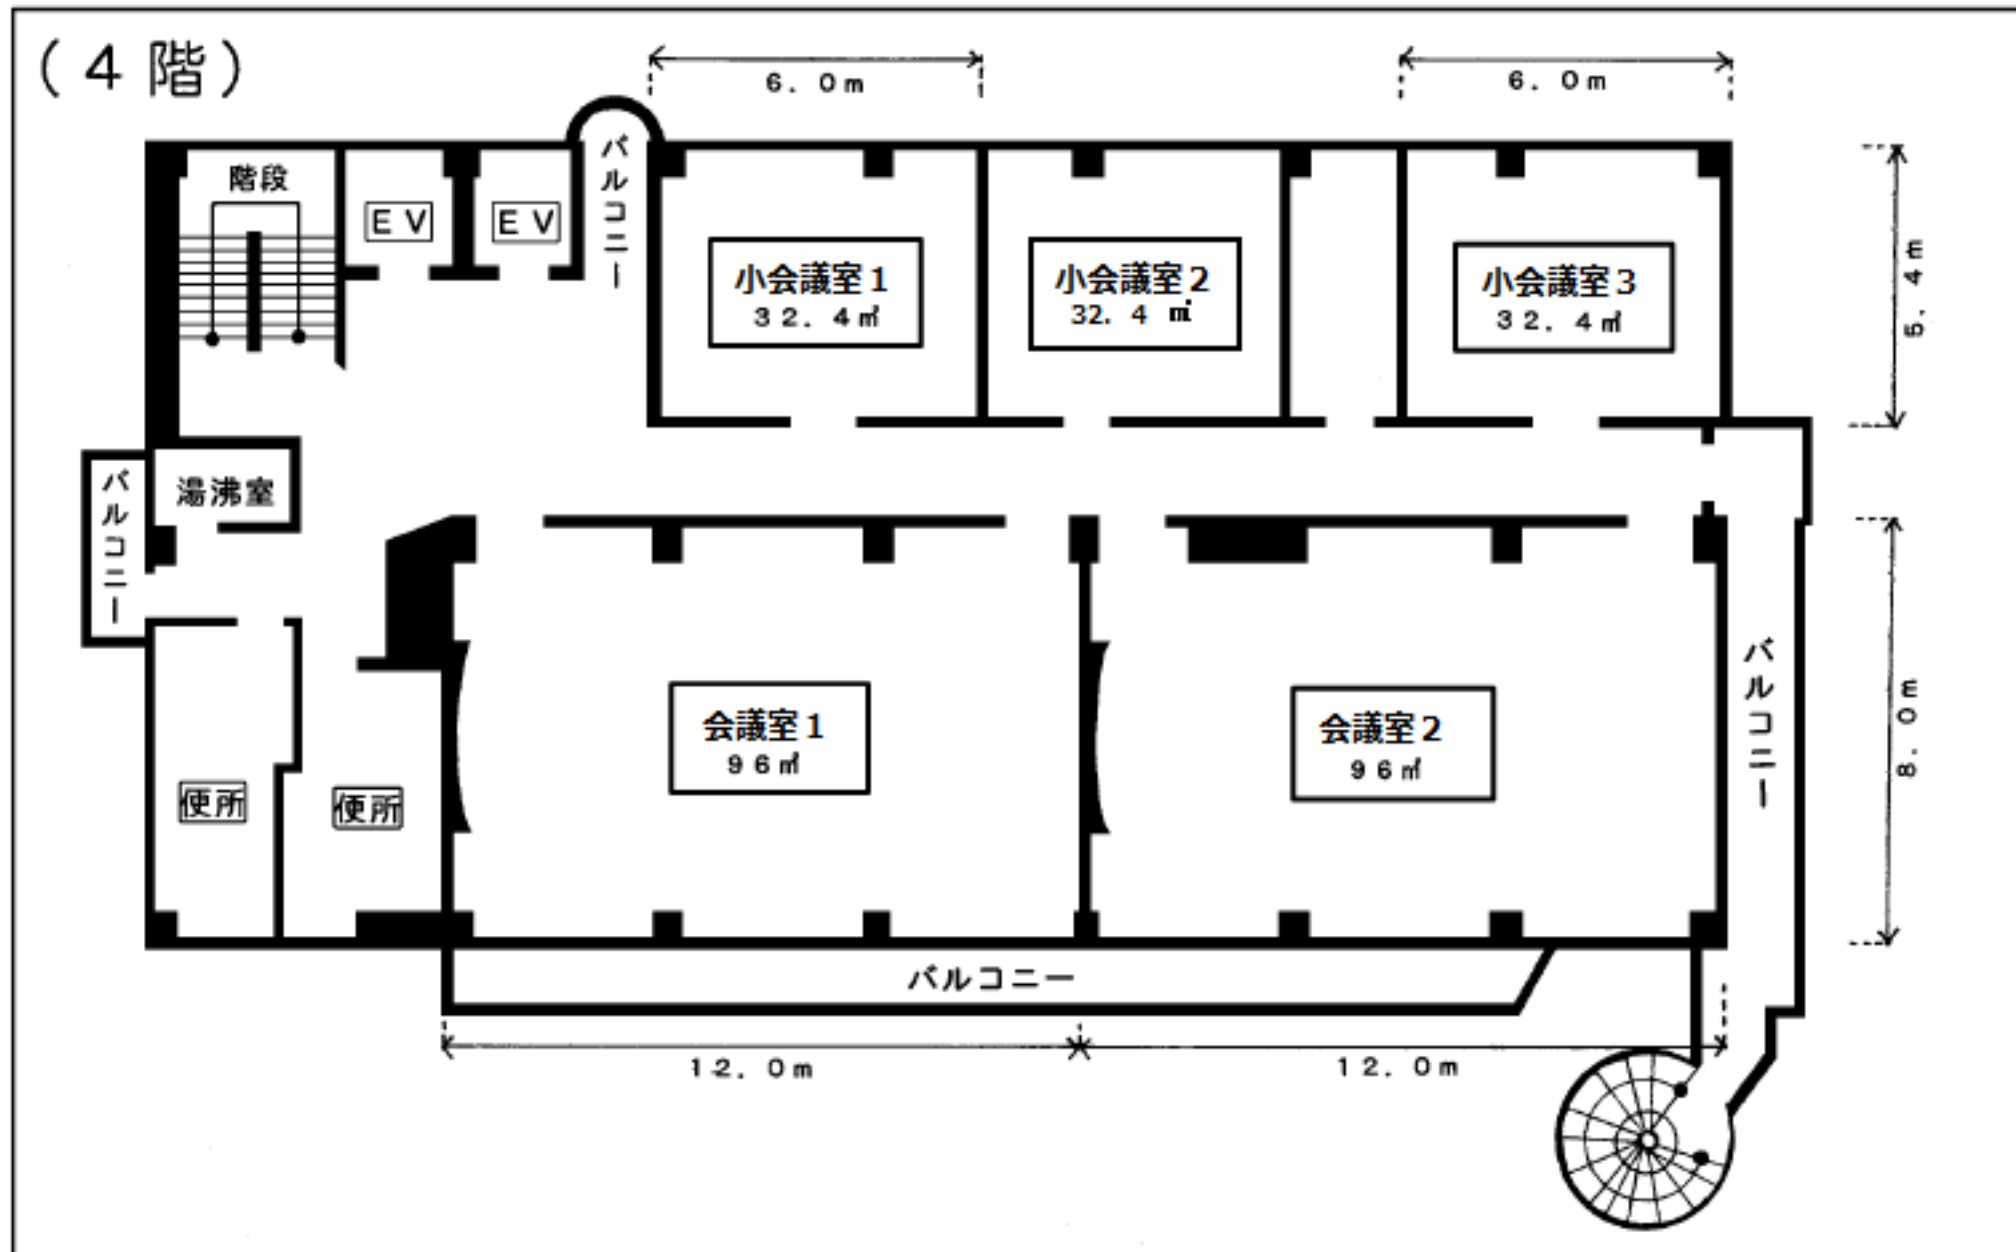 (4階)
6.0m
6.0m
階段
EV
EV
バルコニー
小会議室1
32.4㎡
小会議室2
32.4㎡
小会議室3
32.4㎡
5.4m
バルコニー
湯沸室
会議室1
96㎡
会議室2
96㎡
バルコニー
8.0m
便所
便所
バルコニー
12.0m
12.0m